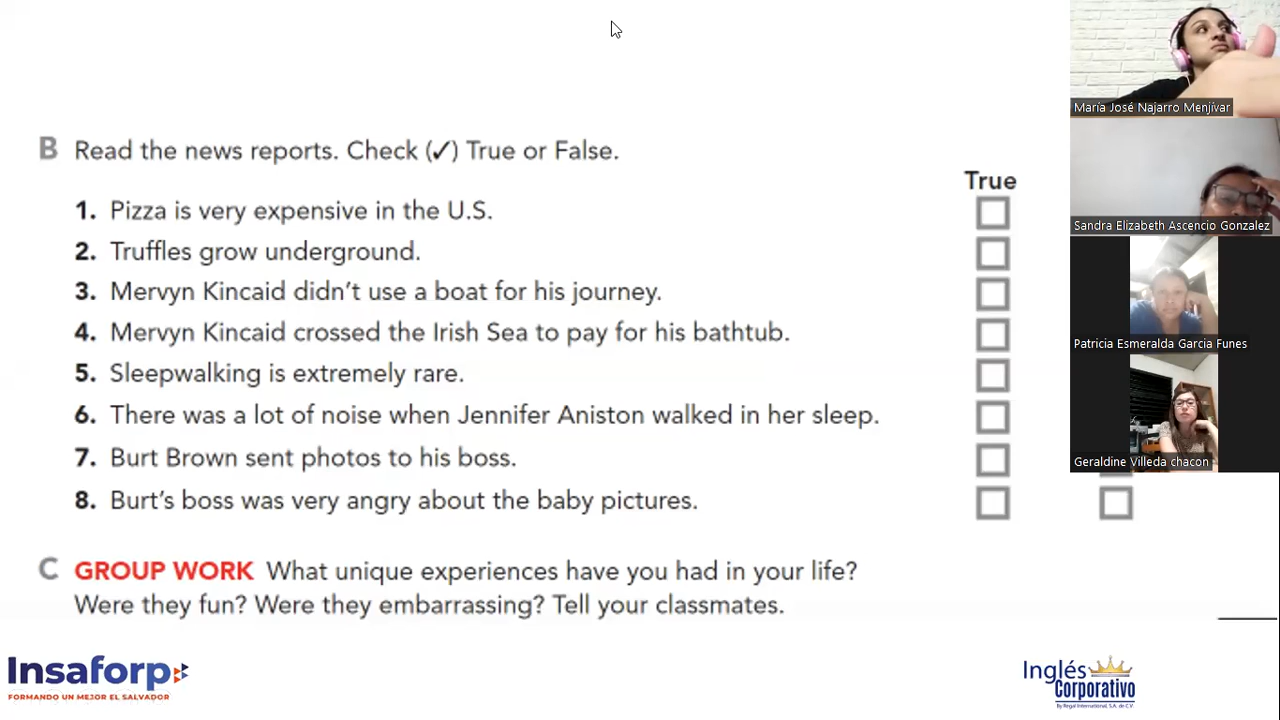 B Read the news reports. Check (✓) True or False.
True
1. Pizza is very expensive in the U.S.
2. Truffles grow underground.
3. Mervyn Kincaid didn't use a boat for his journey.
4. Mervyn Kincaid crossed the Irish Sea to pay for his bathtub.
5. Sleepwalking is extremely rare.
6. There was a lot of noise when Jennifer Aniston walked in her sleep.
7. Burt Brown sent photos to his boss.
8. Burt's boss was very angry about the baby pictures.
C GROUP WORK What unique experiences have you had in your life?
Were they fun? Were they embarrassing? Tell your classmates.
María José Najarro Menjívar
Sandra Elizabeth Ascencio Gonzalez
Patricia Esmeralda Garcia Funes
Geraldine Villeda chacon
Insaforp
FORMANDO UN MEJOR EL SALVADOR
Inglés
Corporativo
By Regal International, S.A. de C.V.